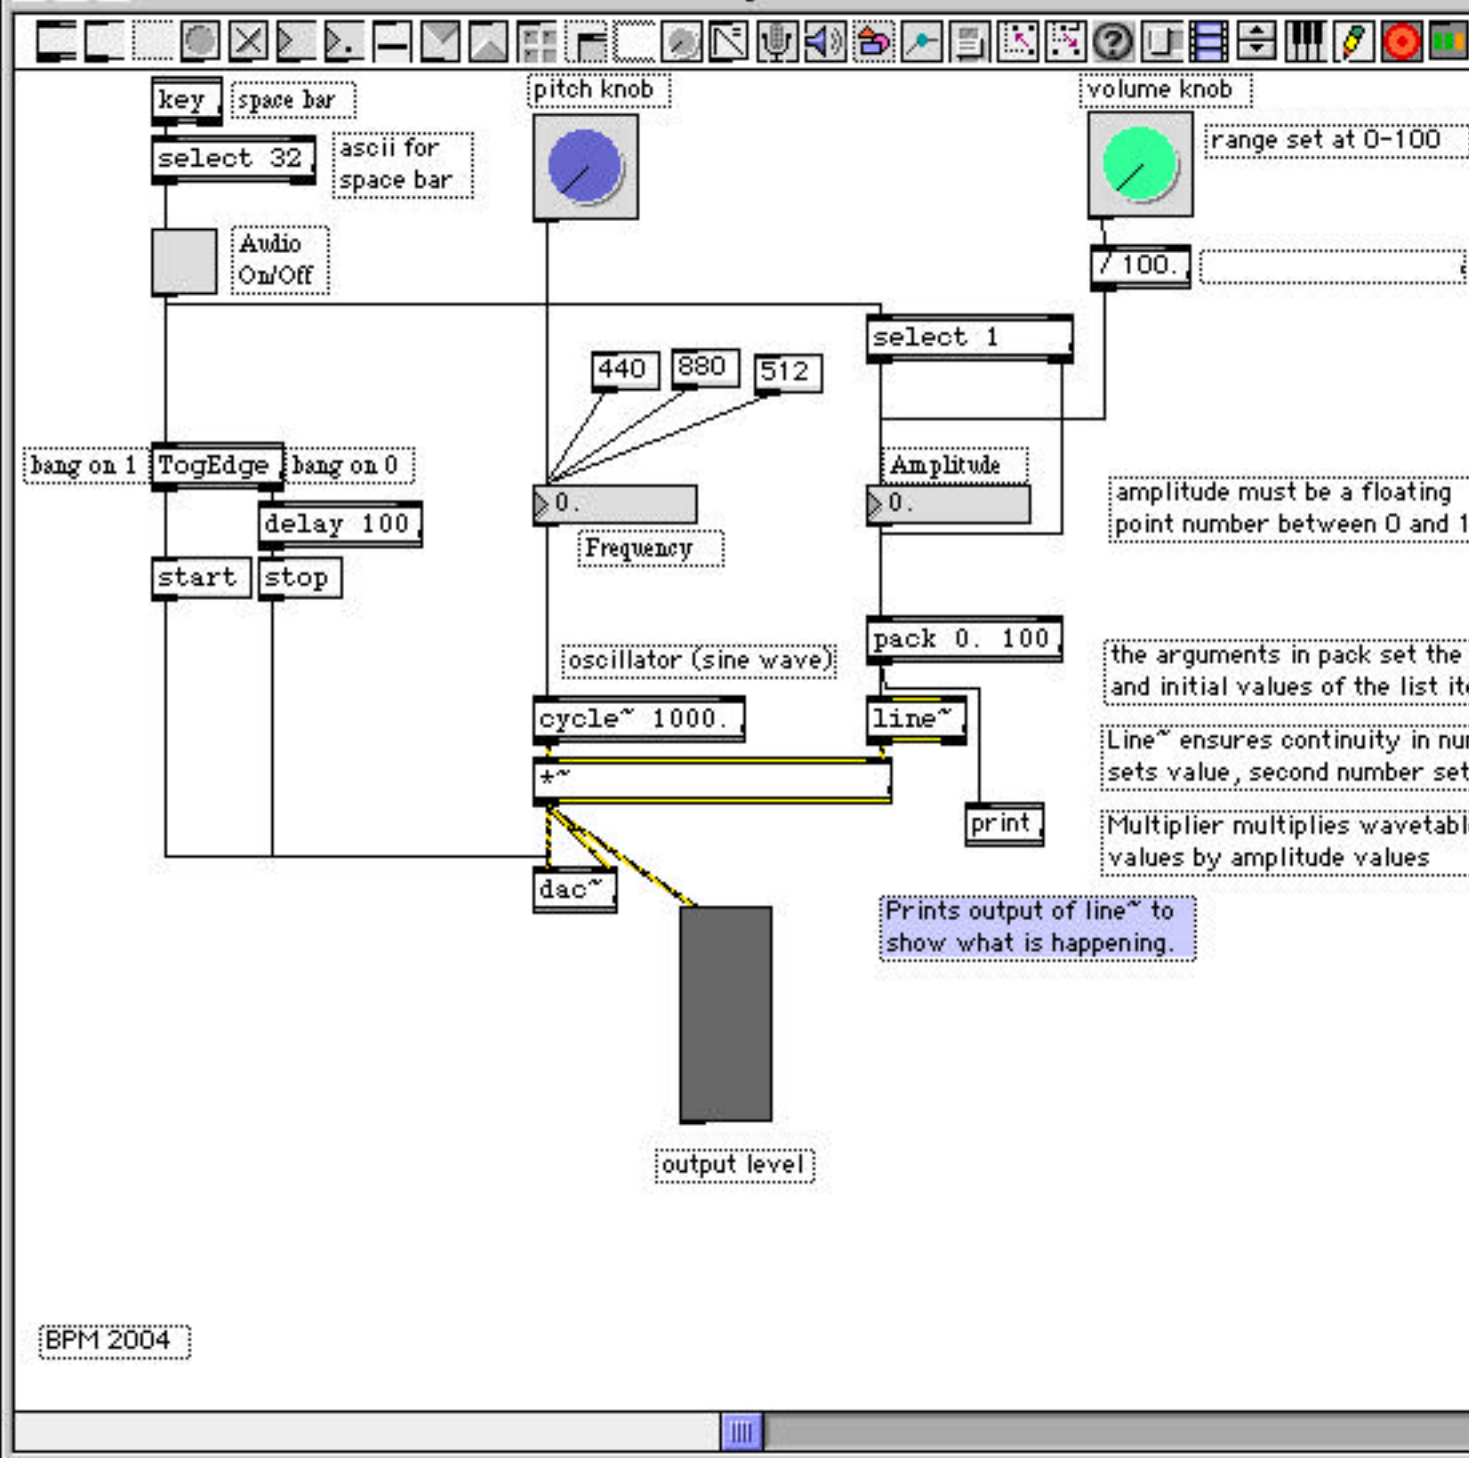 pitch knob
volume knob
key
space bar
range set at 0-100
select 32
ascii for
space bar
Audio
On/Off
/ 100.
select 1
440
880
512
bang on 1
TogEdge
bang on 0
Amplitude
0.
0.
amplitude must be a floating
point number between 0 and 1
delay 100
Frequency
start
stop
pack 0. 100
oscillator (sine wave)
the arguments in pack set the
and initial values of the list
cycle~ 1000.
line~
Line~ ensures continuity in
sets value, second number
*~
print
Multiplier multiplies
values by amplitude values
dac~
Prints output of line~ to
show what is happening.
output level
BPM 2004